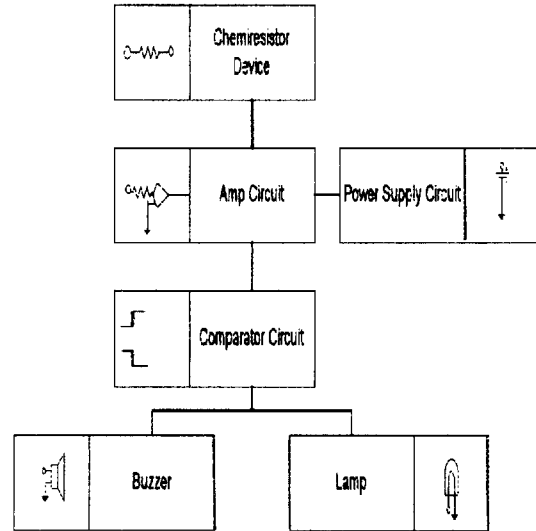 Chemiresistor
Device
Amp Circuit
Power Supply Circuit
Comparator Circuit
Buzzer
Lamp